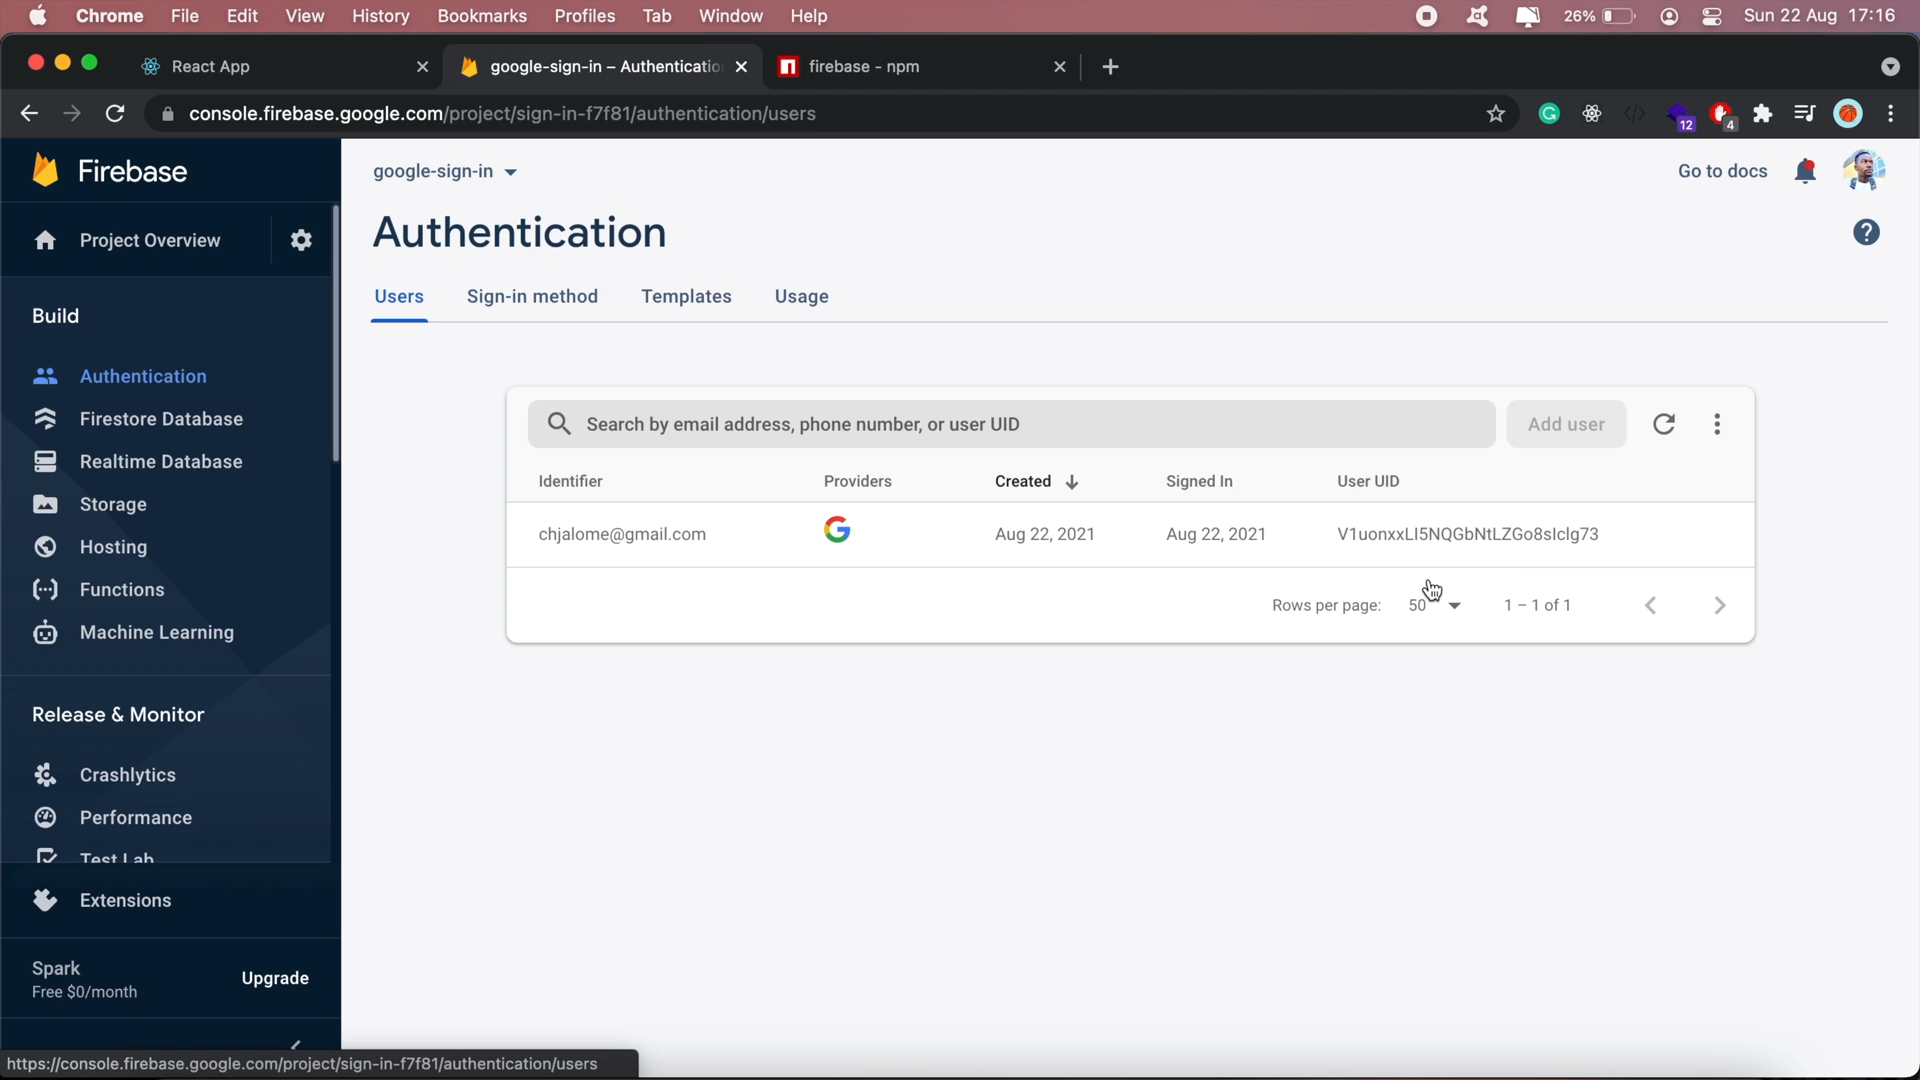 Chrome File Edit View History Bookmarks Profiles Tab Window Help 26% Sun 22 Aug 17:16
React App google-sign-in – Authenticatio firebase - npm
console.firebase.google.com/project/sign-in-f7f81/authentication/users 12 4
Firebase
google-sign-in
Go to docs
Project Overview
Authentication
Users Sign-in method Templates Usage
Build
Authentication
Firestore Database
Realtime Database
Storage
Hosting
Functions
Machine Learning
Release & Monitor
Crashlytics
Performance
Test Lab
Extensions
Spark
Free $0/month
Upgrade
Search by email address, phone number, or user UID
Add user
Identifier Providers Created Signed In User UID
chjalome@gmail.com Aug 22, 2021 Aug 22, 2021 V1uonxxLI5NQGbNtLZGo8slclg73
Rows per page: 50 1 – 1 of 1
https://console.firebase.google.com/project/sign-in-f7f81/authentication/users